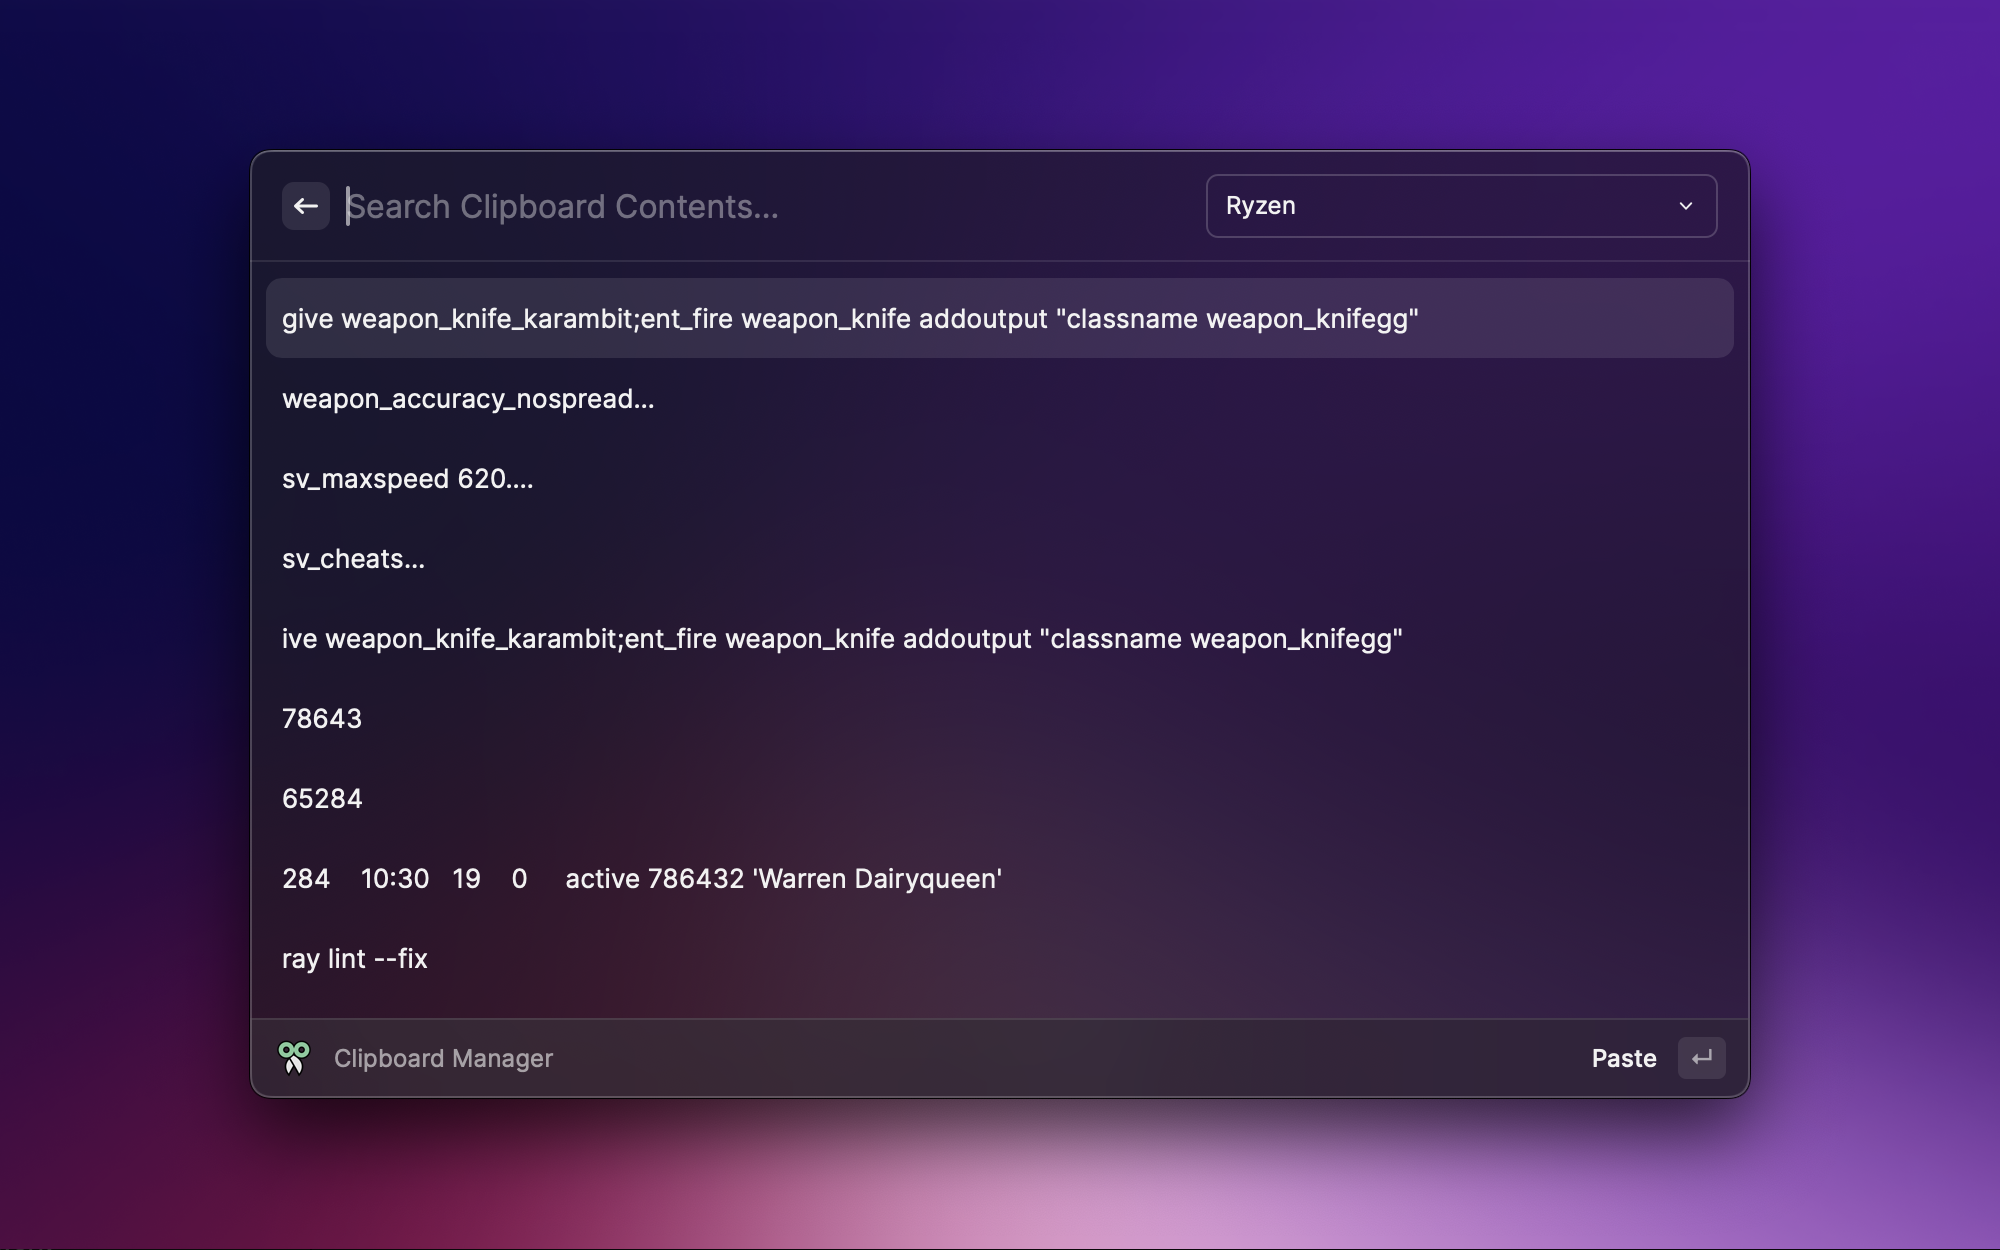 Search Clipboard Contents...
Ryzen
give weapon_knife_karambit;ent_fire weapon_knife addoutput "classname weapon_knifegg"
weapon_accuracy_nospread...
sv_maxspeed 620....
sv_cheats...
ive weapon_knife_karambit;ent_fire weapon_knife addoutput "classname weapon_knifegg"
78643
65284
284    10:30   19    0     active 786432 'Warren Dairyqueen'
ray lint --fix
Clipboard Manager
Paste